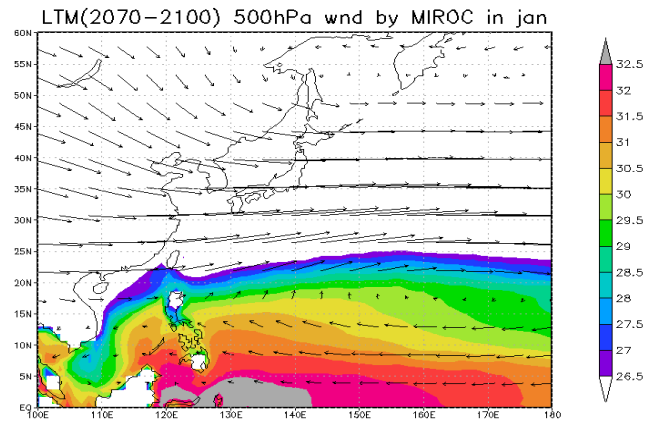 LTM(2070-2100) 500hPa wnd by MIROC in jan
60N
55N
50N
45N
40N
35N
30N
25N
20N
15N
10N
5N
EQ
100E 110E 120E 130E 140E 150E 160E 170E 180
32.5
32
31.5
31
30.5
30
29.5
29
28.5
28
27.5
27
26.5